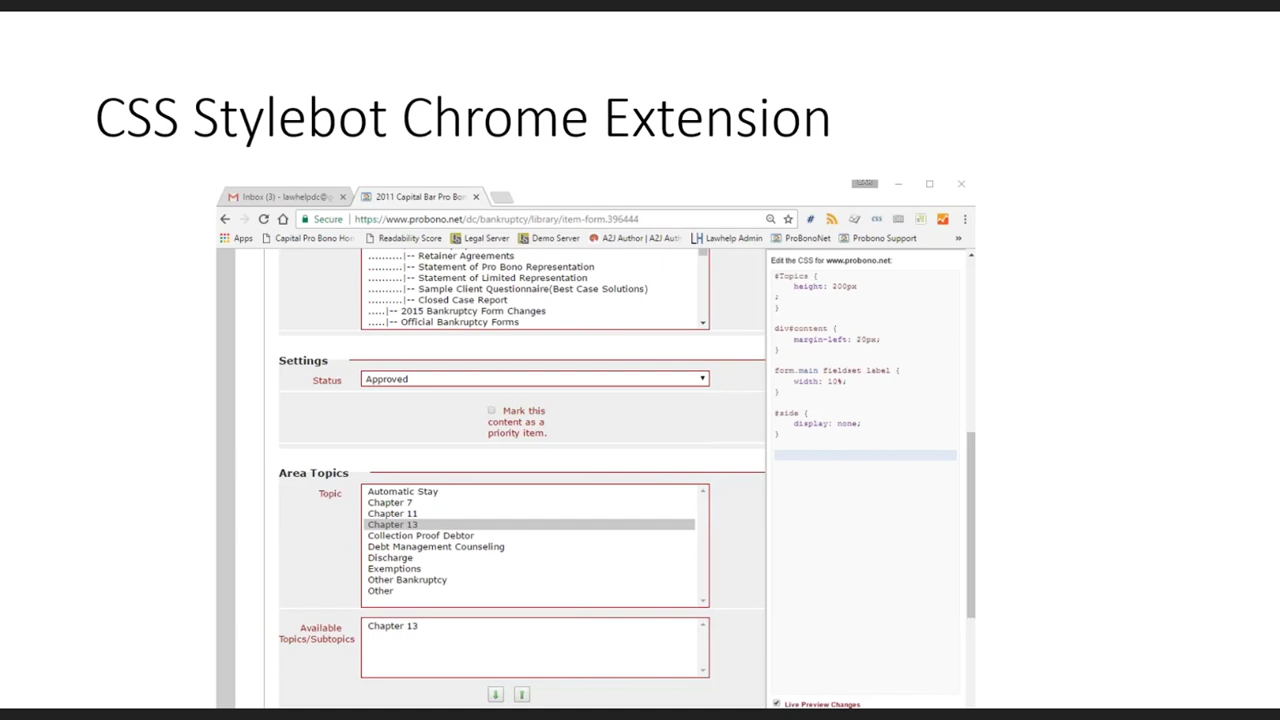 CSS Stylebot Chrome Extension
Inbox (3) - lawhelpdc@g
2011 Capital Bar Pro Bo
Secure
https://www.probono.net/dc/bankruptcy/library/item-form.396444
Apps
Capital Pro Bono Ho
Readability Score
Legal Server
Demo Server
A2J Author | A2J Aut
Lawhelp Admin
ProBonoNet
Probono Support
»
..........|-- Retainer Agreements
..........|-- Statement of Pro Bono Representation
..........|-- Statement of Limited Representation
..........|-- Sample Client Questionnaire(Best Case Solutions)
..........|-- Closed Case Report
.....|-- 2015 Bankruptcy Form Changes
.....|-- Official Bankruptcy Forms
Settings
Status
Approved
Mark this
content as a
priority item.
Area Topics
Topic
Automatic Stay
Chapter 7
Chapter 11
Chapter 13
Collection Proof Debtor
Debt Management Counseling
Discharge
Exemptions
Other Bankruptcy
Other
Available
Topics/Subtopics
Chapter 13
Edit the CSS for www.probono.net:
#Topics {
height: 200px
;
}
div#content {
margin-left: 20px;
}
form.main fieldset label {
width: 10%;
}
#side {
display: none;
}
Live Preview Changes